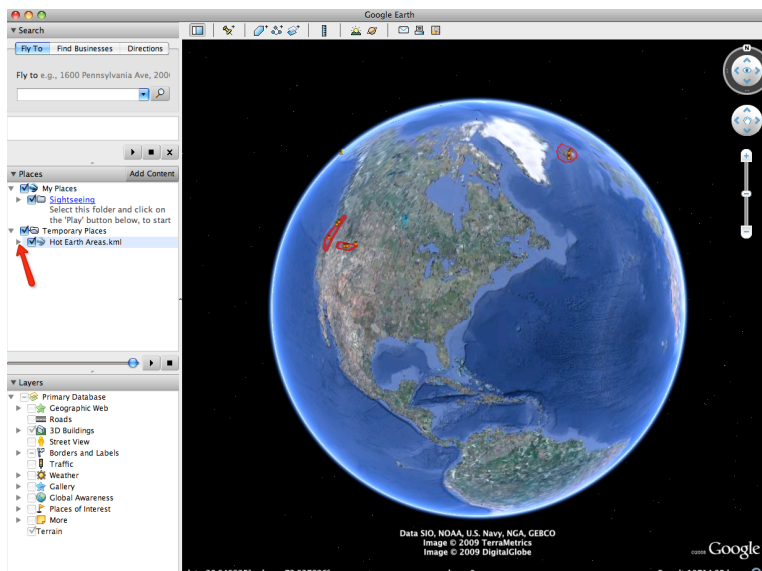 Google Earth
Search
Fly To Find Businesses Directions
Fly to e.g., 1600 Pennsylvania Ave, 200
Places
Add Content
My Places
Sightseeing
Select this folder and click on
the 'Play' button below, to start
Temporary Places
Hot Earth Areas.kml
Layers
Primary Database
Geographic Web
Roads
3D Buildings
Street View
Borders and Labels
Traffic
Weather
Gallery
Global Awareness
Places of Interest
More
Terrain
N
Data SIO, NOAA, U.S. Navy, NGA, GEBCO
Image © 2009 TerraMetrics
Image © 2009 DigitalGlobe
Google